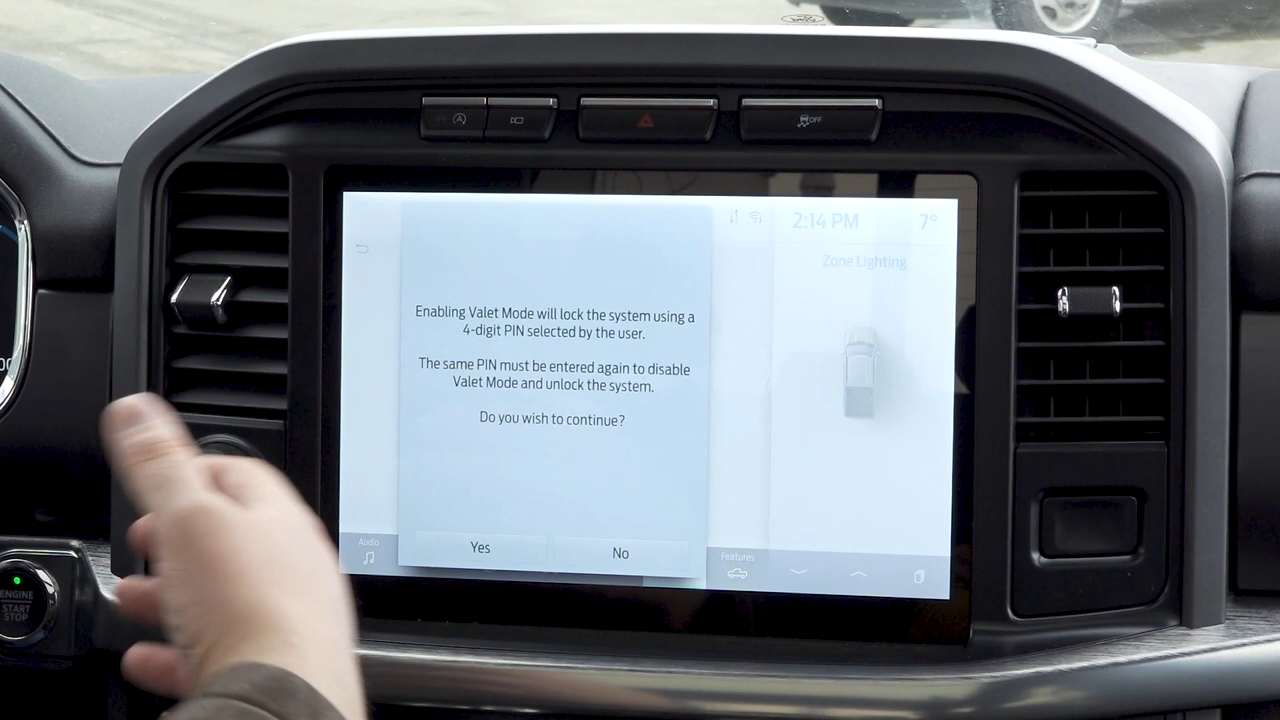 OFF
2:14 PM
7°
Zone Lighting
Enabling Valet Mode will lock the system using a
4-digit PIN selected by the user.
The same PIN must be entered again to disable
Valet Mode and unlock the system.
Do you wish to continue?
Yes
No
Audio
Features
ENGINE
START
STOP